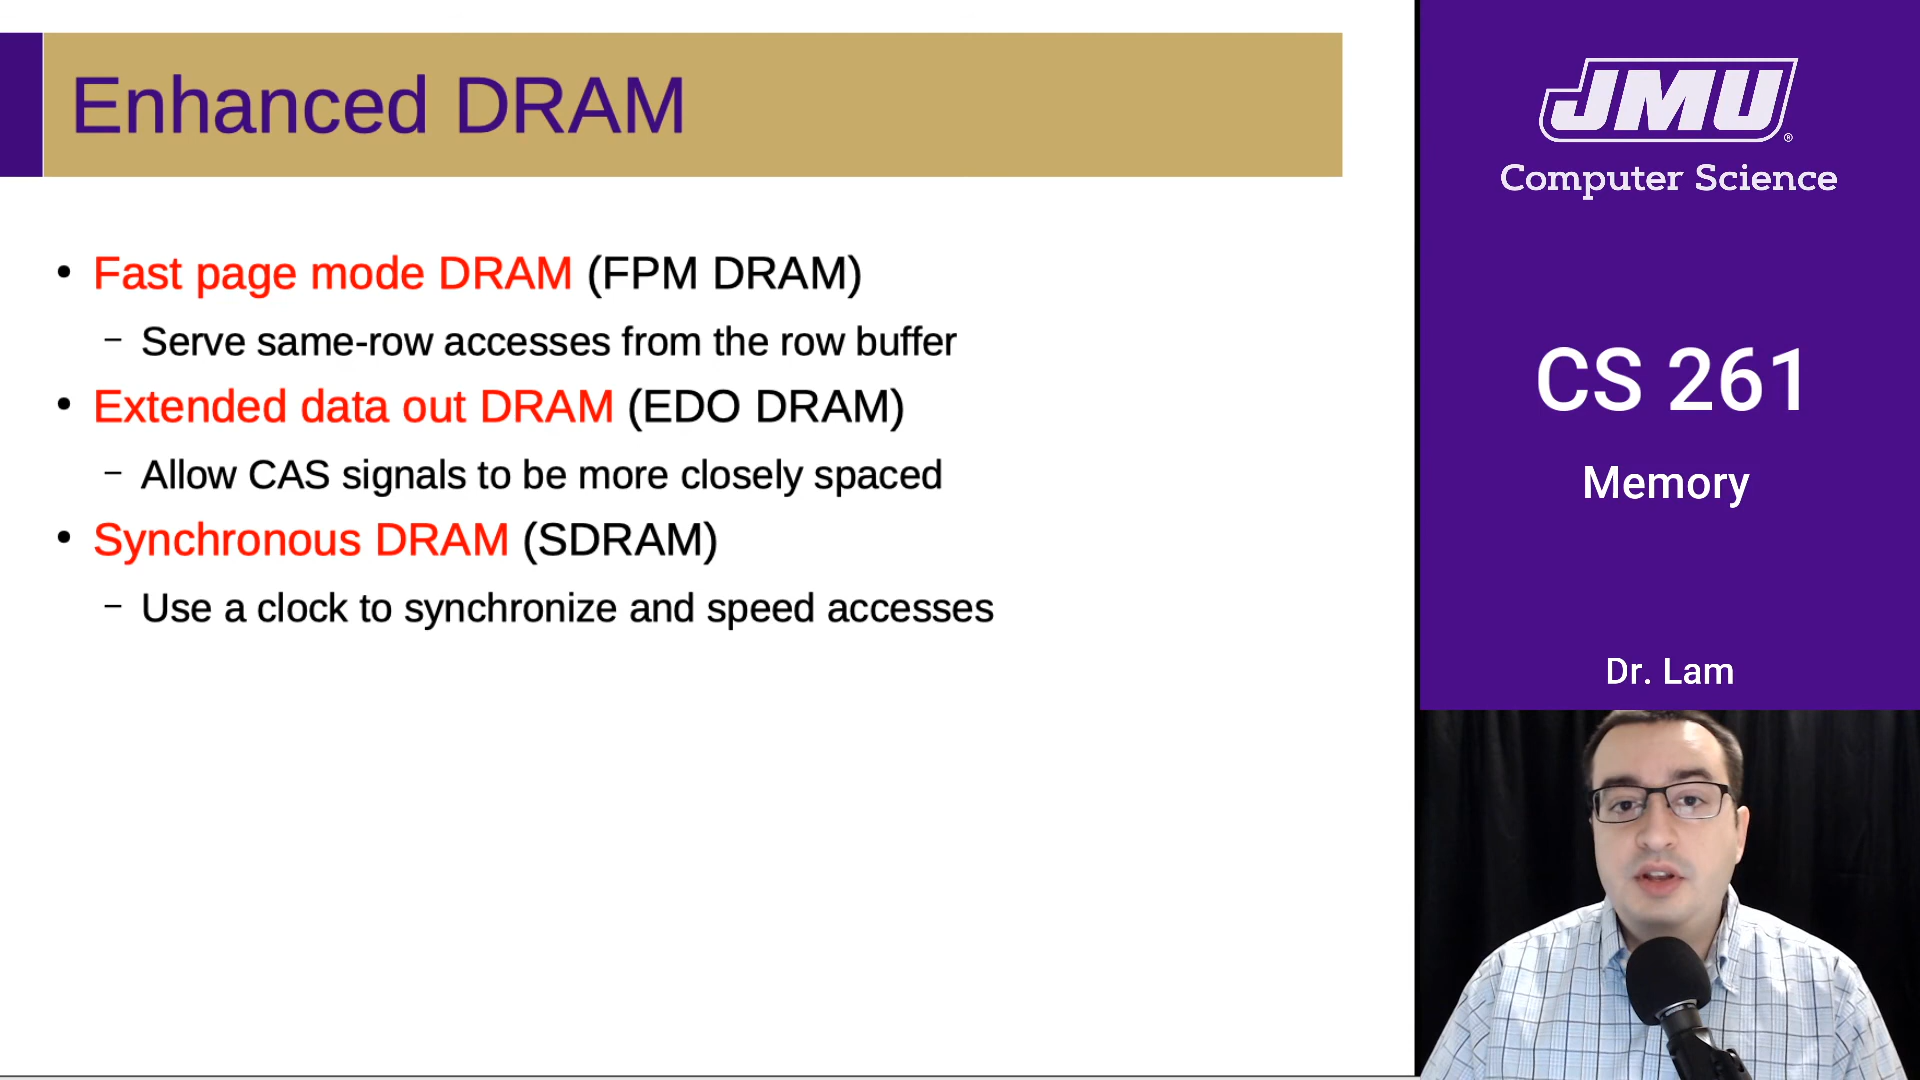 Enhanced DRAM
• Fast page mode DRAM (FPM DRAM)
– Serve same-row accesses from the row buffer
• Extended data out DRAM (EDO DRAM)
– Allow CAS signals to be more closely spaced
• Synchronous DRAM (SDRAM)
– Use a clock to synchronize and speed accesses
JMU®
Computer Science
CS 261
Memory
Dr. Lam